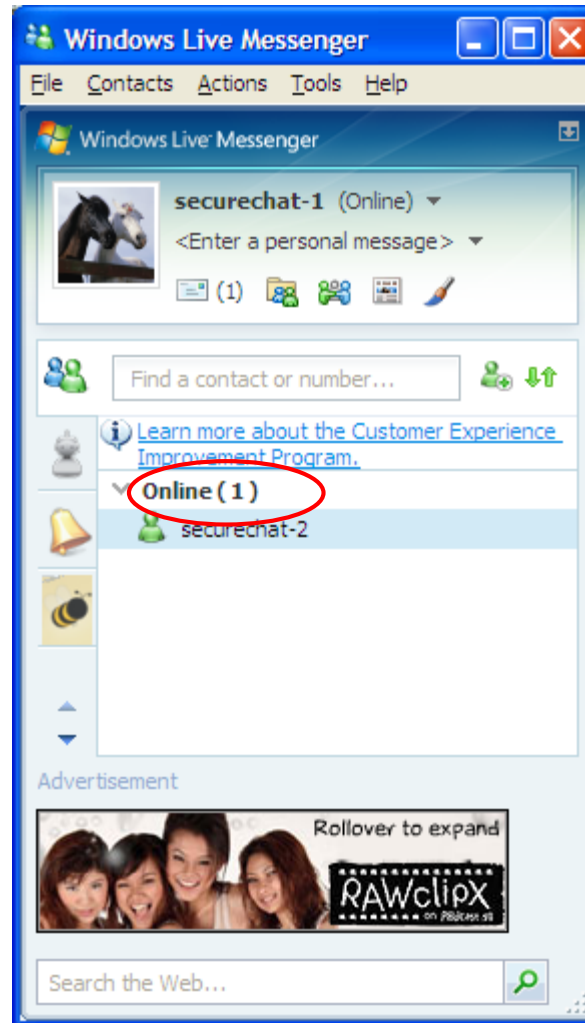 Windows Live Messenger
File Contacts Actions Tools Help
Windows Live Messenger
securechat-1 (Online)
<Enter a personal message>
(1)
Find a contact or number...
Learn more about the Customer Experience
Improvement Program.
Online (1)
securechat-2
Advertisement
Rollover to expand
RAWclipX
Search the Web...